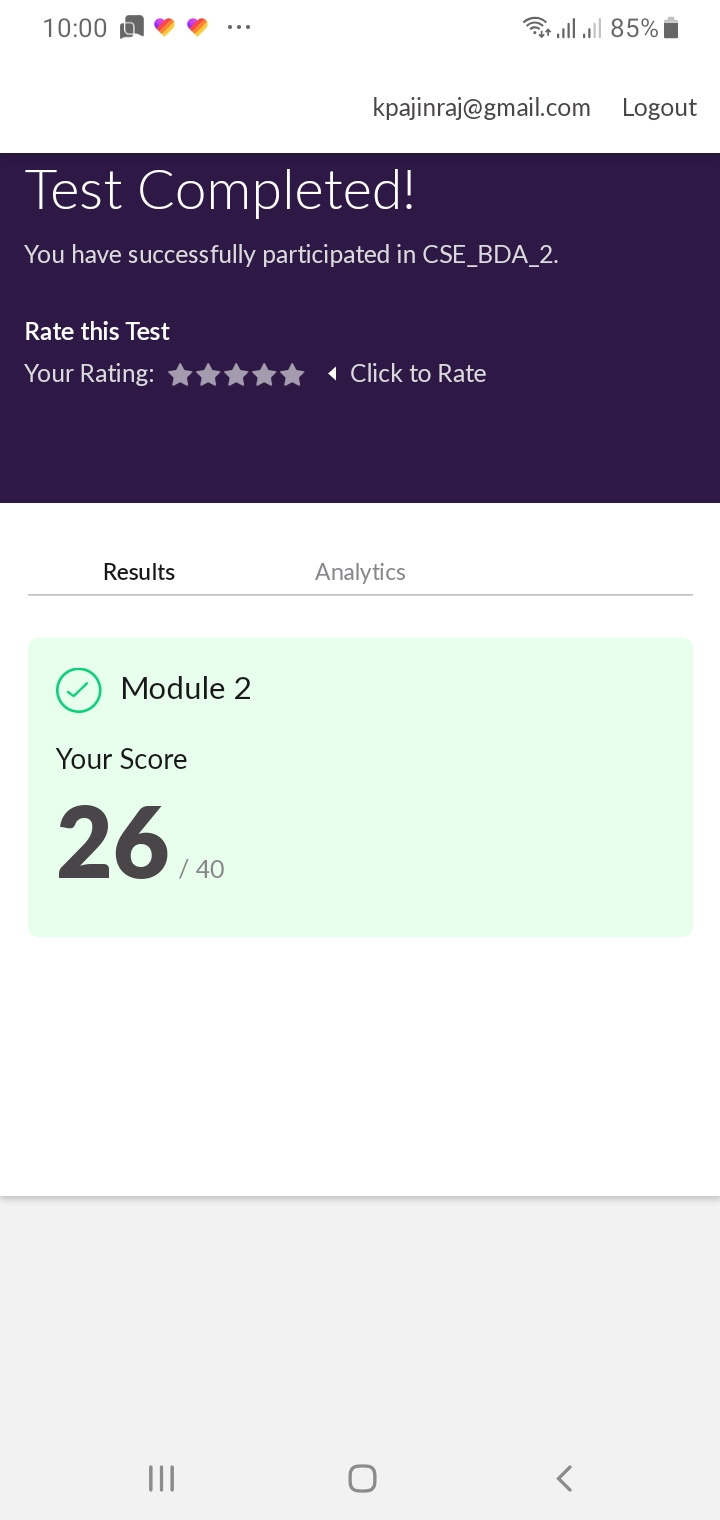 10:00 85%
kpajinraj@gmail.com Logout
Test Completed!
You have successfully participated in CSE_BDA_2.
Rate this Test
Your Rating: Click to Rate
Results Analytics
Module 2
Your Score
26 / 40